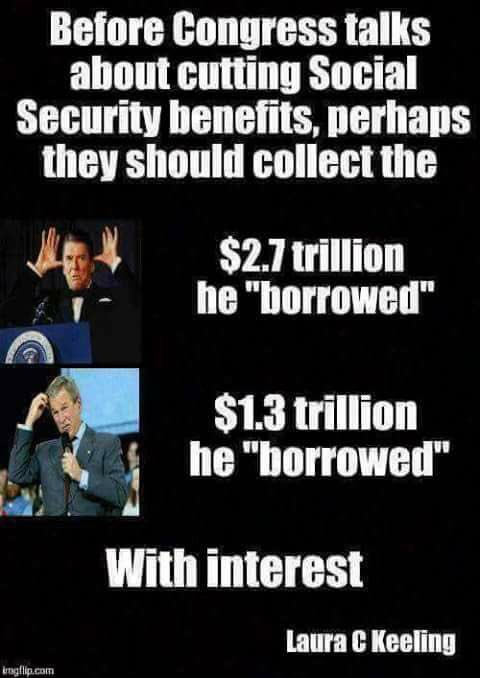 Before Congress talks
about cutting Social
Security benefits, perhaps
they should collect the
$2.7 trillion
he "borrowed"
$1.3 trillion
he "borrowed"
With interest
Laura C Keeling
imgflip.com